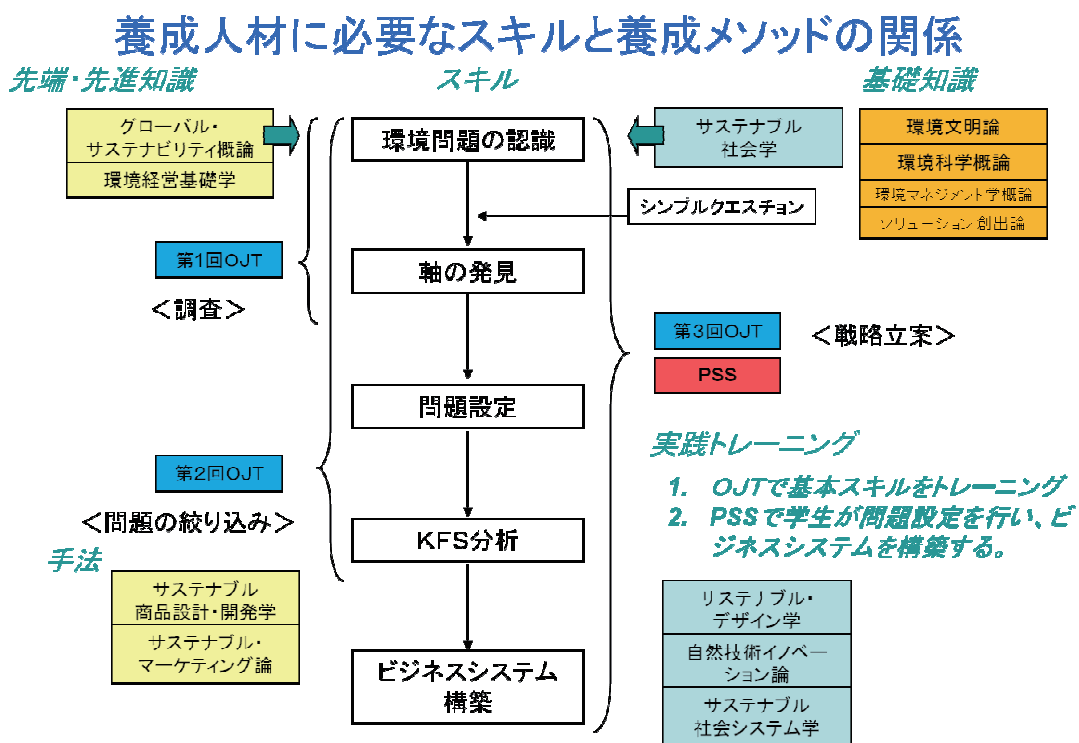 養成人材に必要なスキルと養成メソッドの関係
先端・先進知識
スキル
基礎知識
グローバル・
サステナビリティ概論
環境経営基礎学
環境問題の認識
サステナブル
社会学
環境文明論
環境科学概論
環境マネジメント学概論
ソリューション創出論
シンプルクエスチョン
第1回OJT
＜調査＞
軸の発見
第3回OJT
＜戦略立案＞
PSS
問題設定
実践トレーニング
1. OJTで基本スキルをトレーニング
2. PSSで学生が問題設定を行い、ビ
ジネスシステムを構築する。
第2回OJT
＜問題の絞り込み＞
KFS分析
手法
サステナブル
商品設計・開発学
サステナブル・
マーケティング論
ビジネスシステム
構築
リステリブル・
デザイン学
自然技術イノベー
ション論
サステナブル
社会システム学